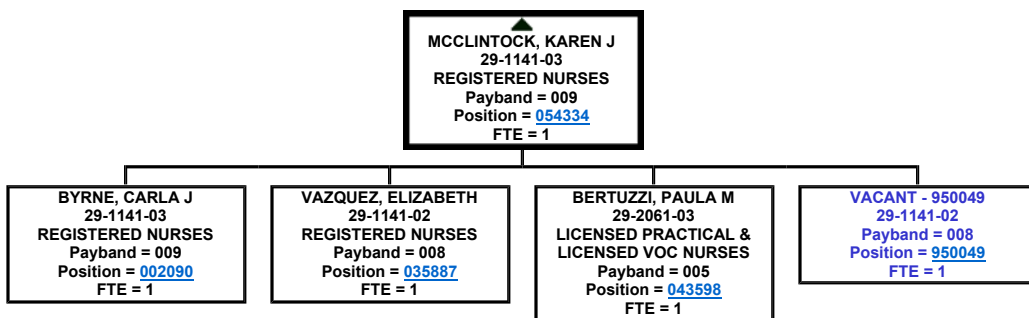 MCCLINTOCK, KAREN J
29-1141-03
REGISTERED NURSES
Payband = 009
Position = 054334
FTE = 1
BYRNE, CARLA J
29-1141-03
REGISTERED NURSES
Payband = 009
Position = 002090
FTE = 1
VAZQUEZ, ELIZABETH
29-1141-02
REGISTERED NURSES
Payband = 008
Position = 035887
FTE = 1
BERTUZZI, PAULA M
29-2061-03
LICENSED PRACTICAL &
LICENSED VOC NURSES
Payband = 005
Position = 043598
FTE = 1
VACANT - 950049
29-1141-02
Payband = 008
Position = 950049
FTE = 1